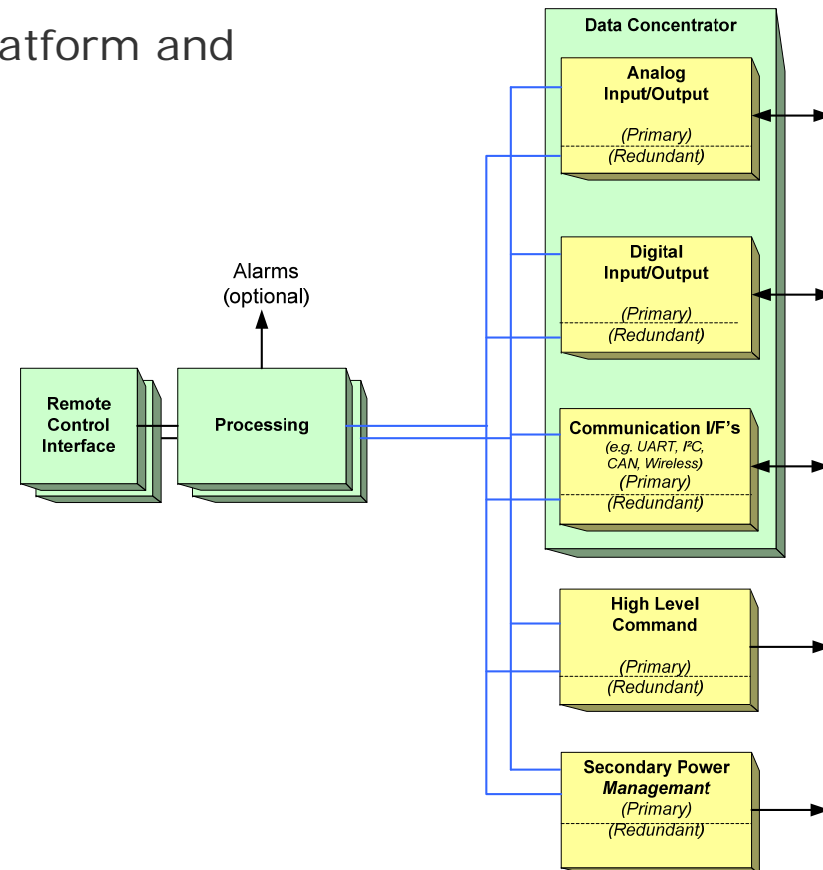 atform and
Data Concentrator
Analog
Input/Output
(Primary)
(Redundant)
Digital
Input/Output
(Primary)
(Redundant)
Alarms
(optional)
Remote
Control
Interface
Processing
Communication I/F's
(e.g. UART, I²C,
CAN, Wireless)
(Primary)
(Redundant)
High Level
Command
(Primary)
(Redundant)
Secondary Power
Managemant
(Primary)
(Redundant)